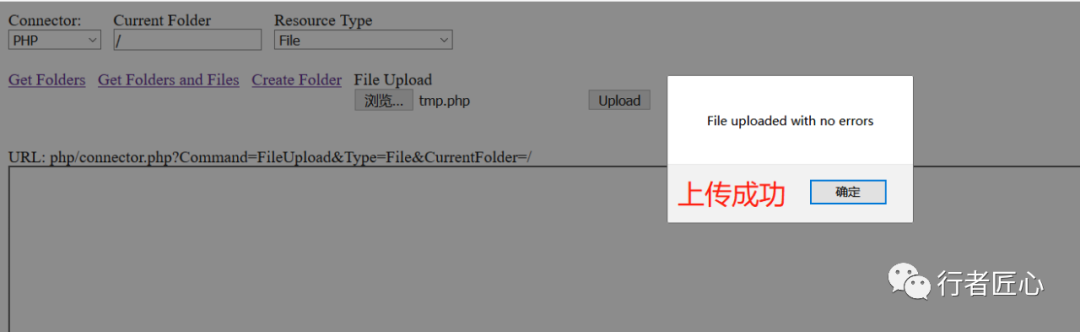 Connector: Current Folder Resource Type
PHP / File
Get Folders Get Folders and Files Create Folder File Upload
浏览... tmp.php Upload
File uploaded with no errors
URL: php/connector.php?Command=FileUpload&Type=File&CurrentFolder=/
上传成功 确定
行者匠心